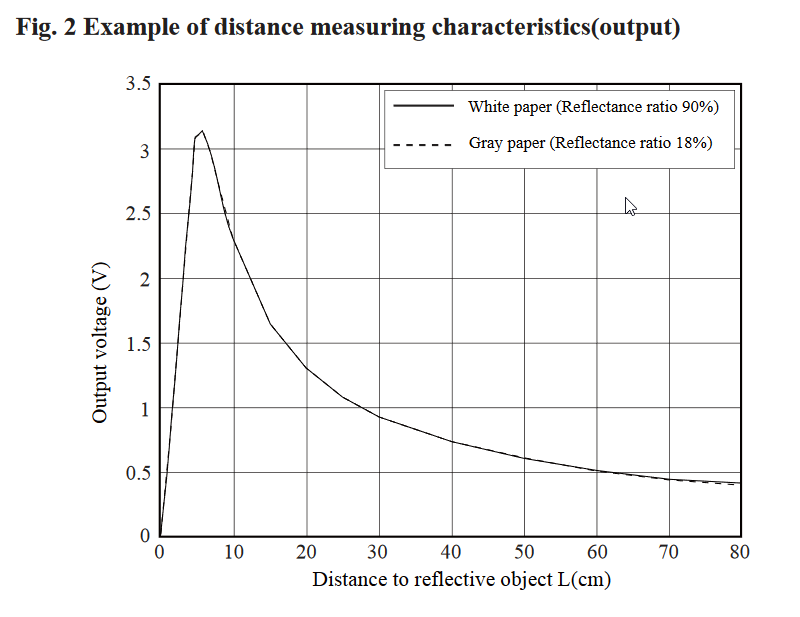 Fig. 2 Example of distance measuring characteristics(output)
3.5
White paper (Reflectance ratio 90%)
Gray paper (Reflectance ratio 18%)
3
2.5
2
1.5
1
0.5
0
Output voltage (V)
0 10 20 30 40 50 60 70 80
Distance to reflective object L(cm)